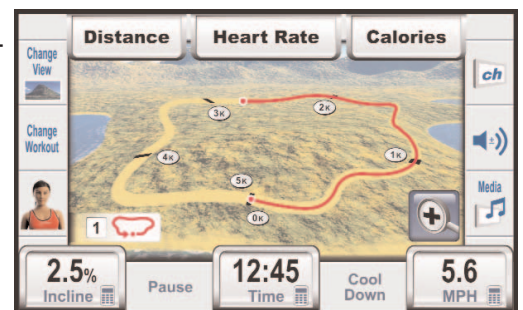 Distance
Heart Rate
Calories
Change
View
ch
Change
Workout
±
Media
2K
3K
1K
4K
5K
0K
1
+
2.5%
Incline
Pause
12:45
Time
Cool
Down
5.6
MPH